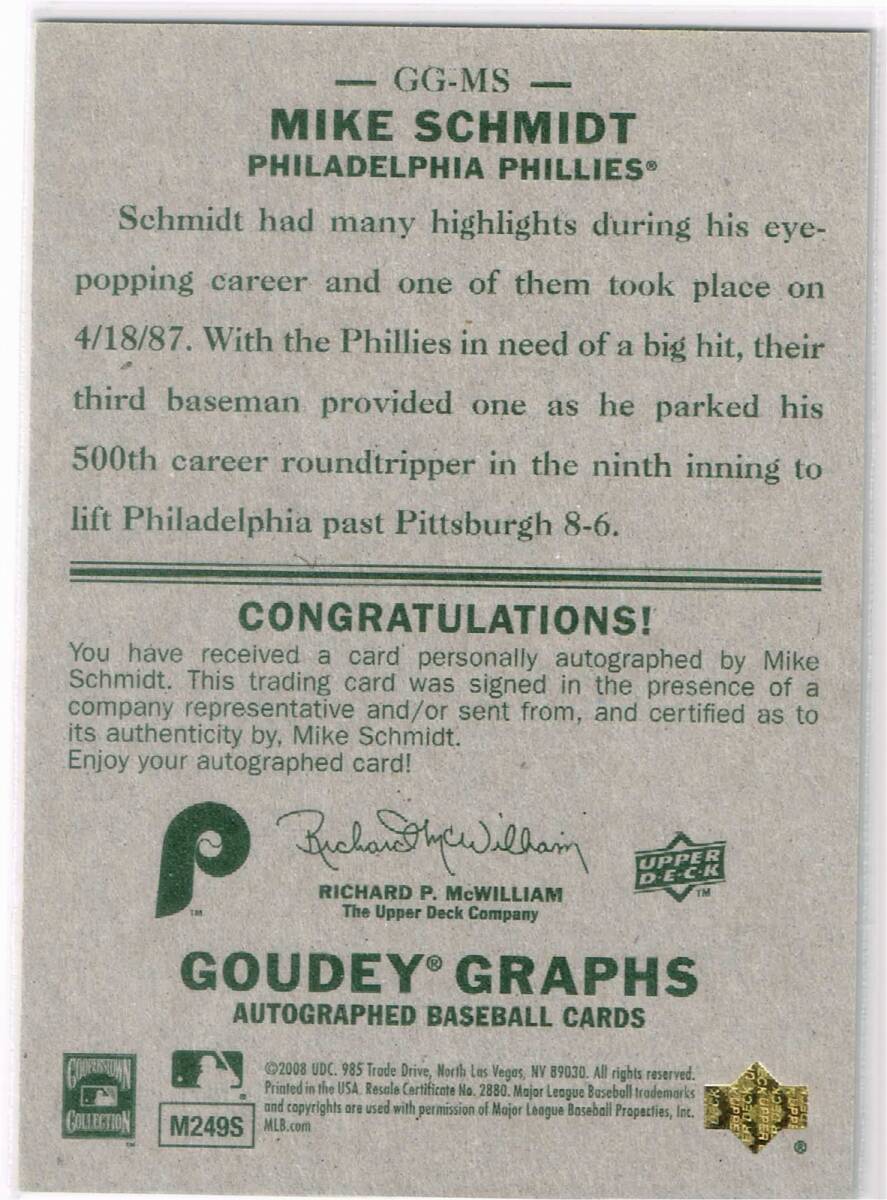 — GG-MS —
MIKE SCHMIDT
PHILADELPHIA PHILLIES®
Schmidt had many highlights during his eye-
popping career and one of them took place on
4/18/87. With the Phillies in need of a big hit, their
third baseman provided one as he parked his
500th career roundtripper in the ninth inning to
lift Philadelphia past Pittsburgh 8-6.
CONGRATULATIONS!
You have received a card personally autographed by Mike
Schmidt. This trading card was signed in the presence of a
company representative and/or sent from, and certified as to
its authenticity by, Mike Schmidt.
Enjoy your autographed card!
P
™
Richard P McWilliam
UPPER
D·E·C·K
™
RICHARD P. McWILLIAM
The Upper Deck Company
GOUDEY® GRAPHS
AUTOGRAPHED BASEBALL CARDS
COOPERSTOWN
COLLECTION
™
®
M249S
©2008 UDC. 985 Trade Drive, North Las Vegas, NV 89030. All rights reserved.
Printed in the USA. Resale Certificate No. 2880. Major League Baseball trademarks
and copyrights are used with permission of Major League Baseball Properties, Inc.
MLB.com
®